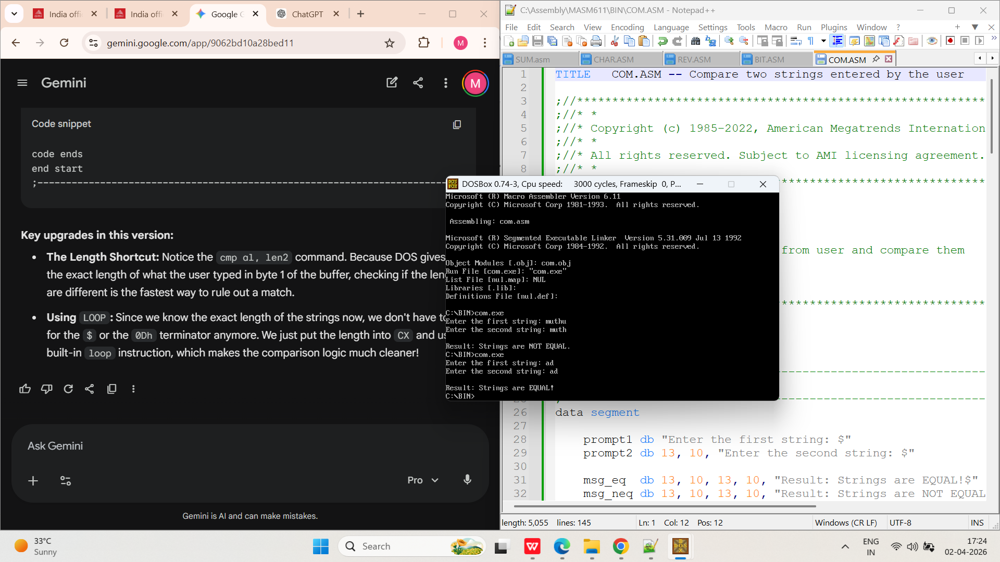 India offi
India offi
Google G
ChatGPT
gemini.google.com/app/9062bd10a28bed11
M
Gemini
M
Code snippet
code ends
end start
;
Key upgrades in this version:
• The Length Shortcut: Notice the cmp al, len2 command. Because DOS gives
the exact length of what the user typed in byte 1 of the buffer, checking if the len
are different is the fastest way to rule out a match.
• Using LOOP : Since we know the exact length of the strings now, we don't have to
for the $ or the 0Dh terminator anymore. We just put the length into CX and us
built-in loop instruction, which makes the comparison logic much cleaner!
Ask Gemini
Pro
Gemini is AI and can make mistakes.
C:\Assembly\MASM611\BIN\COM.ASM - Notepad++
File Edit Search View Encoding Language Settings Tools Macro Run Plugins Window ?
SUM.asm CHAR.ASM REV.ASM BIT.ASM COM.ASM
1 TITLE COM.ASM -- Compare two strings entered by the user
2
3 ;//**********************************************************
4 ;//* *
5 ;//* Copyright (c) 1985-2022, American Megatrends Internation
6 ;//* *
7 ;//* All rights reserved. Subject to AMI licensing agreement.
8 ;//* *
from user and compare them
26 data segment
27
28 prompt1 db "Enter the first string: $"
29 prompt2 db 13, 10, "Enter the second string: $"
30
31 msg_eq db 13, 10, 13, 10, "Result: Strings are EQUAL!$"
32 msg_neq db 13, 10, 13, 10, "Result: Strings are NOT EQUAL
length: 5,055 lines: 145 Ln: 1 Col: 12 Pos: 12 Windows (CR LF) UTF-8 INS
DOSBox 0.74-3, Cpu speed: 3000 cycles, Frameskip 0, P...
Microsoft (R) Macro Assembler Version 6.11
Copyright (C) Microsoft Corp 1981-1993. All rights reserved.
Assembling: com.asm
Microsoft (R) Segmented Executable Linker Version 5.31.009 Jul 13 1992
Copyright (C) Microsoft Corp 1984-1992. All rights reserved.
Object Modules [.obj]: com.obj
Run File [com.exe]: "com.exe"
List File [nul.map]: NUL
Libraries [.lib]:
Definitions File [nul.def]:
C:\BIN>com.exe
Enter the first string: muthu
Enter the second string: muth
Result: Strings are NOT EQUAL.
C:\BIN>com.exe
Enter the first string: ad
Enter the second string: ad
Result: Strings are EQUAL!
C:\BIN>
33°C
Sunny
Search
ENG
IN
17:24
02-04-2026